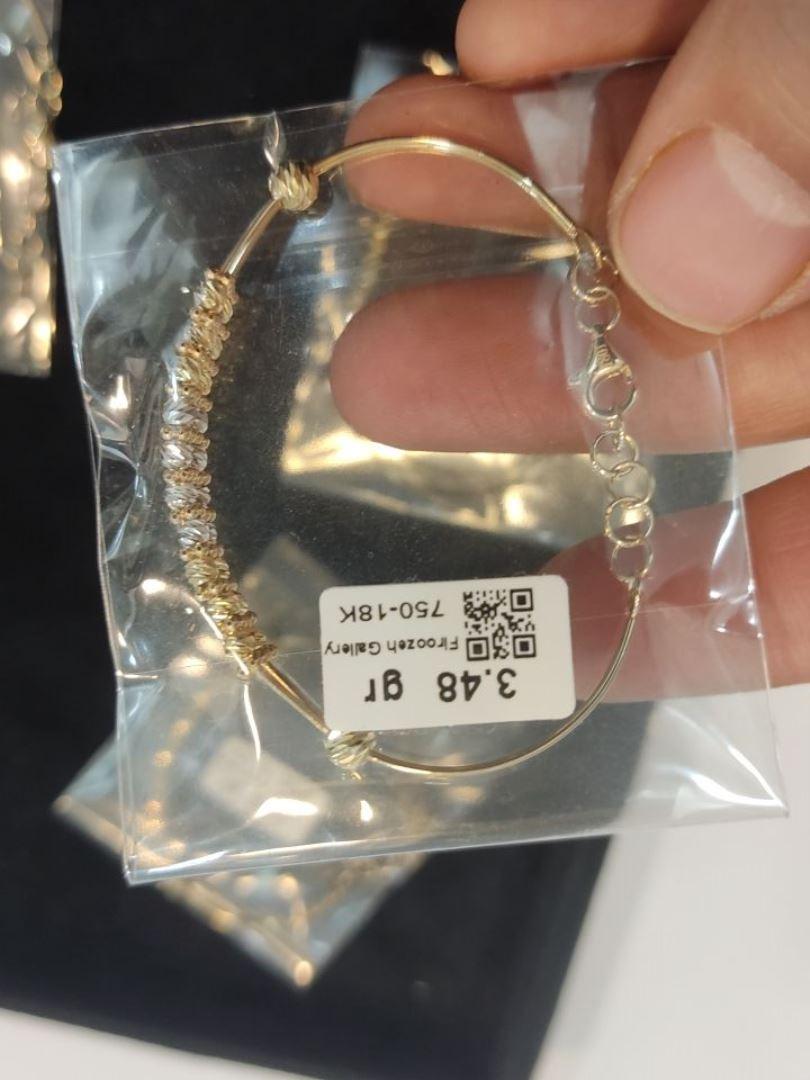 3.48 gr
Firoozeh Gallery
750-18K